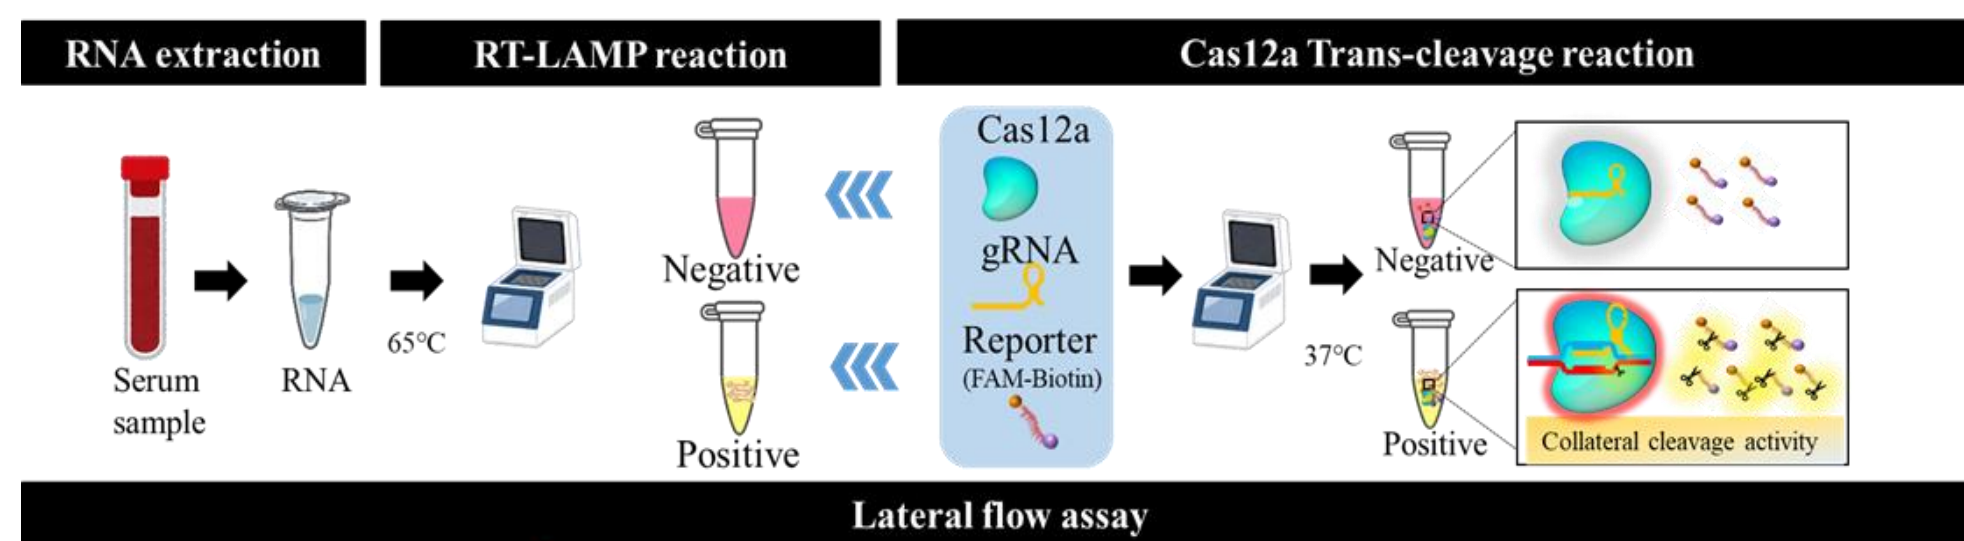 RNA extraction
RT-LAMP reaction
Cas12a Trans-cleavage reaction
Serum
sample
RNA
65℃
Negative
Positive
Cas12a
gRNA
Reporter
(FAM-Biotin)
37℃
Negative
Positive
Collateral cleavage activity
Lateral flow assay